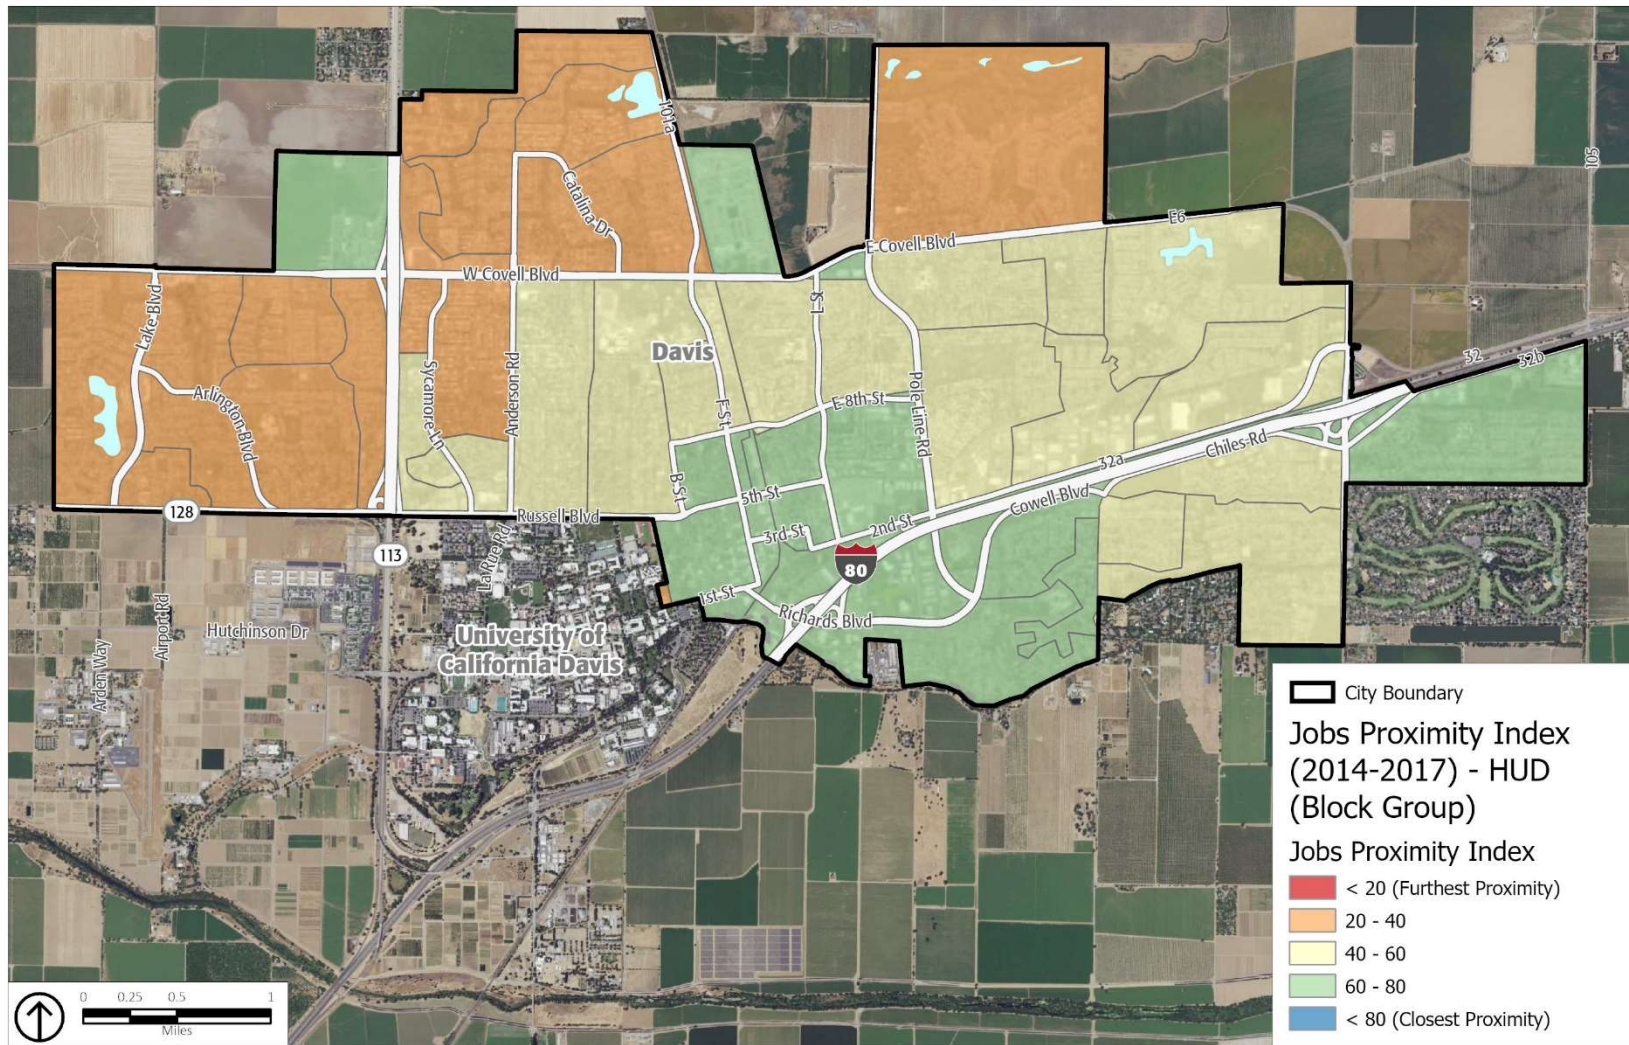 101a
105
Catalina Dr
E6
E Covell Blvd
W Covell Blvd
Lake Blvd
L St
Davis
32
32b
Sycamore Ln
Anderson Rd
F St
Pole Line Rd
Arlington Blvd
E 8th St
B St
32a
Chiles Rd
5th St
Cowell Blvd
128
Russell Blvd
3rd St
2nd St
113
La Rue Rd
80
1st St
Richards Blvd
Airport Rd
Hutchinson Dr
University of
California Davis
Arden Way
City Boundary
Jobs Proximity Index
(2014-2017) - HUD
(Block Group)
Jobs Proximity Index
< 20 (Furthest Proximity)
20 - 40
40 - 60
60 - 80
< 80 (Closest Proximity)
0 0.25 0.5 1
Miles